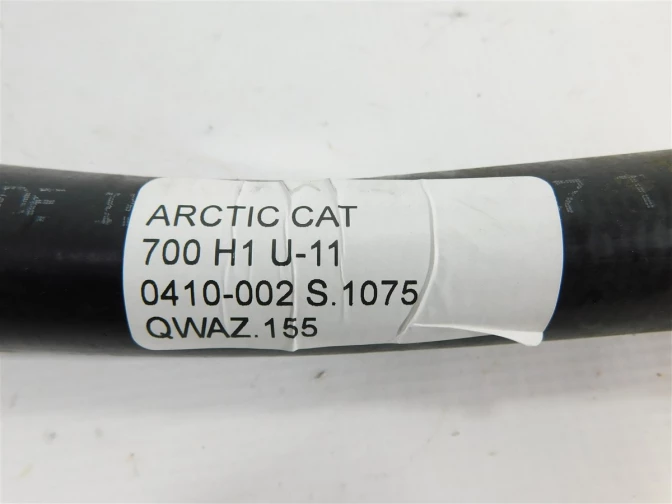 ARCTIC CAT
700 H1 U-11
0410-002 S.1075
QWAZ.155